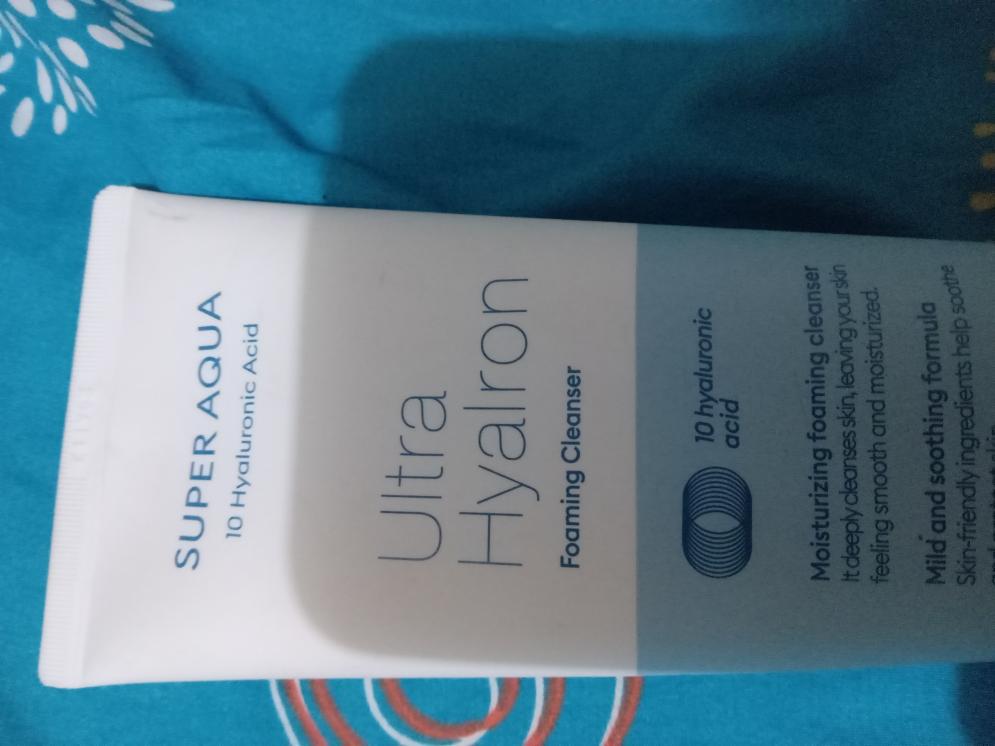 SUPER AQUA
10 Hyaluronic Acid
Ultra
Hyalron
Foaming Cleanser
10 hyaluronic
acid
Moisturizing foaming cleanser
It deeply cleanses skin, leaving your skin
feeling smooth and moisturized.
Mild and soothing formula
Skin-friendly ingredients help soothe